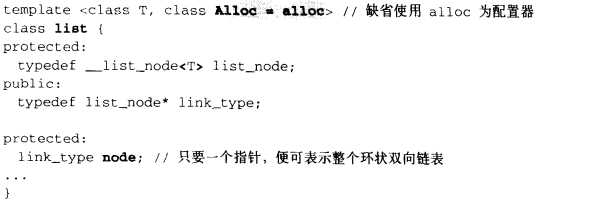 template <class T, class Alloc = alloc> // 缺省使用 alloc 为配置器
class list {
protected:
  typedef __list_node<T> list_node;
public:
  typedef list_node* link_type;

protected:
  link_type node; // 只要一个指针，便可表示整个环状双向链表
...
}